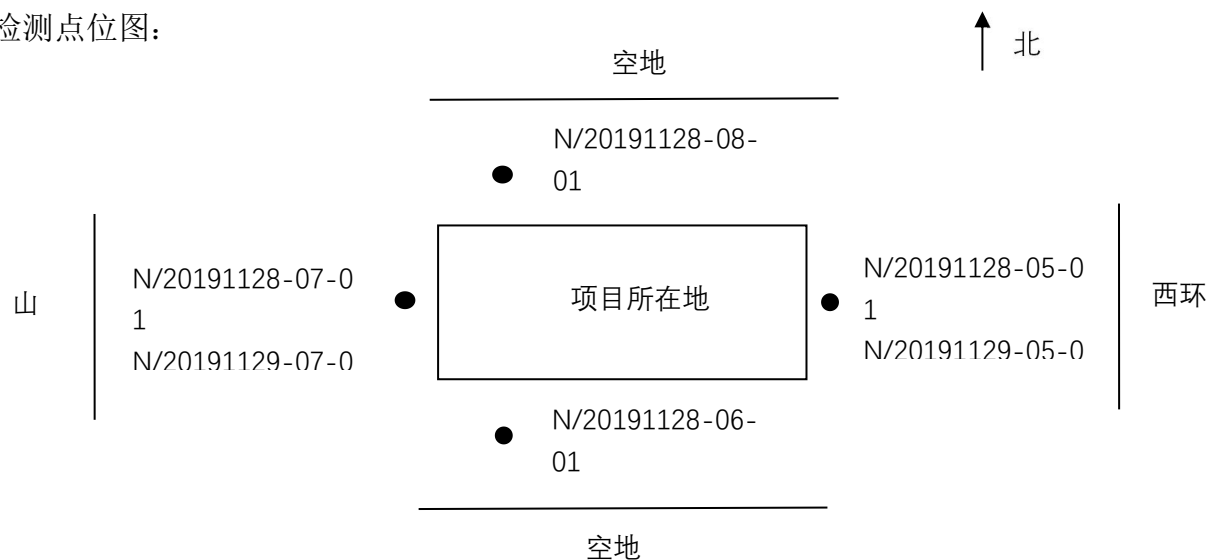 检测点位图：
北
空地
N/20191128-08-
01
山
N/20191128-07-0
1
N/20191129-07-0
项目所在地
N/20191128-05-0
1
N/20191129-05-0
西环
N/20191128-06-
01
空地